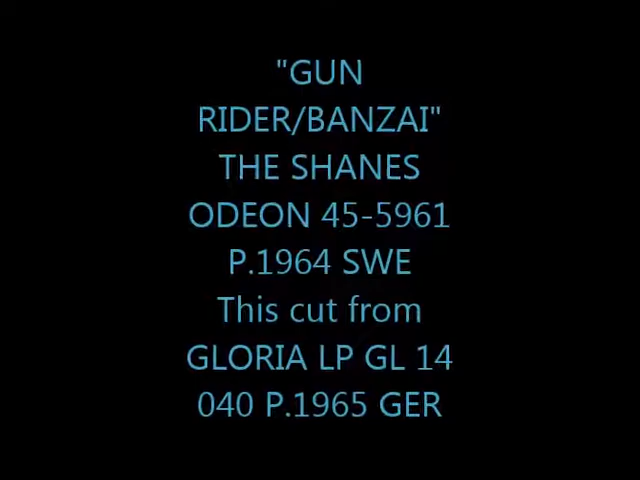 "GUN
RIDER/BANZAI"
THE SHANES
ODEON 45-5961
P.1964 SWE
This cut from
GLORIA LP GL 14
040 P.1965 GER